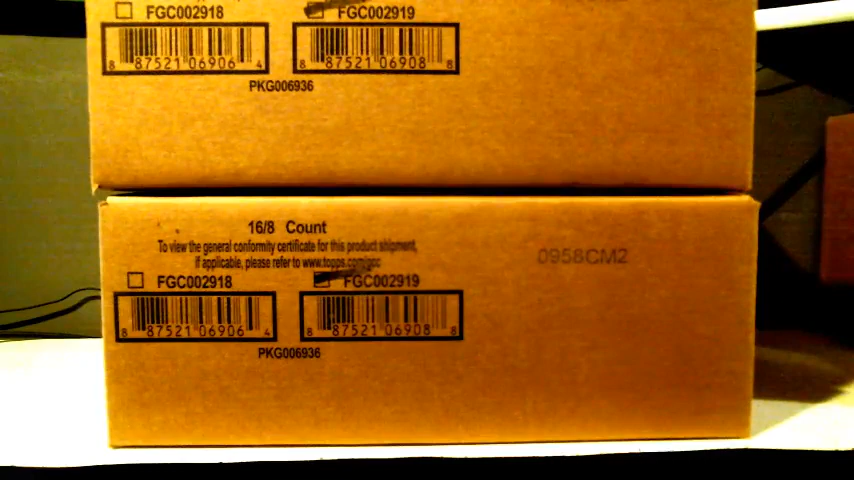 FGC002918 FGC002919
8 87521 06906 4 8 87521 06908 8
PKG006936
16/8 Count
To view the general conformity certificate for this product shipment,
if applicable, please refer to www.topps.com/gcc
0958CM2
FGC002918 FGC002919
8 87521 06906 4 8 87521 06908 8
PKG006936